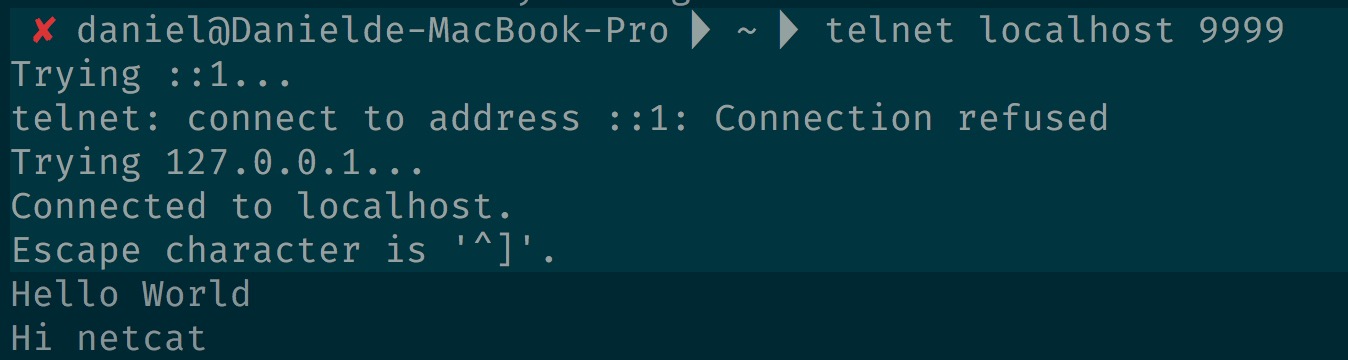 ✘ daniel@Danielde-MacBook-Pro ~ telnet localhost 9999
Trying ::1...
telnet: connect to address ::1: Connection refused
Trying 127.0.0.1...
Connected to localhost.
Escape character is '^]'.
Hello World
Hi netcat